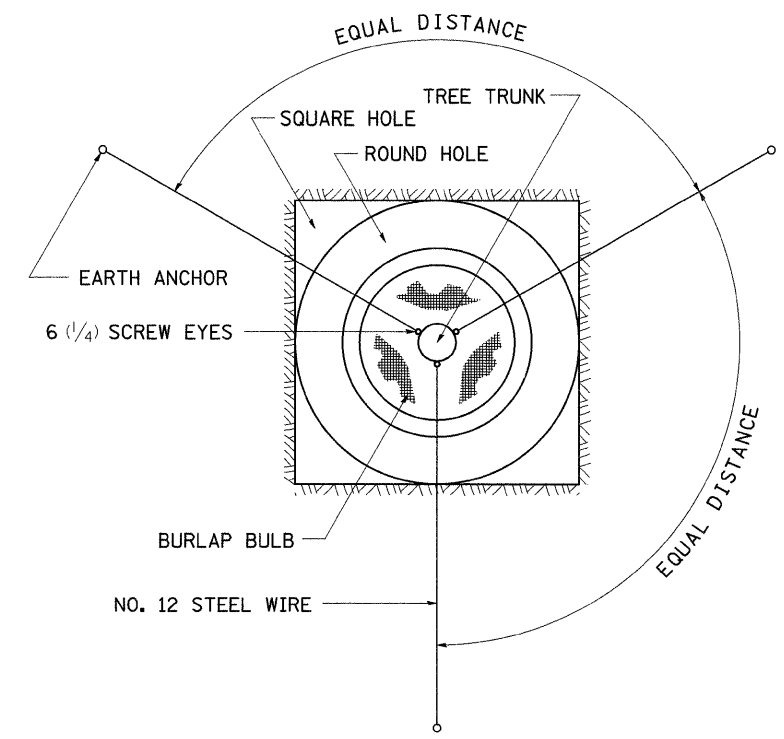 EQUAL DISTANCE
TREE TRUNK
SQUARE HOLE
ROUND HOLE
EARTH ANCHOR
6 (1/4) SCREW EYES
EQUAL DISTANCE
BURLAP BULB
NO. 12 STEEL WIRE